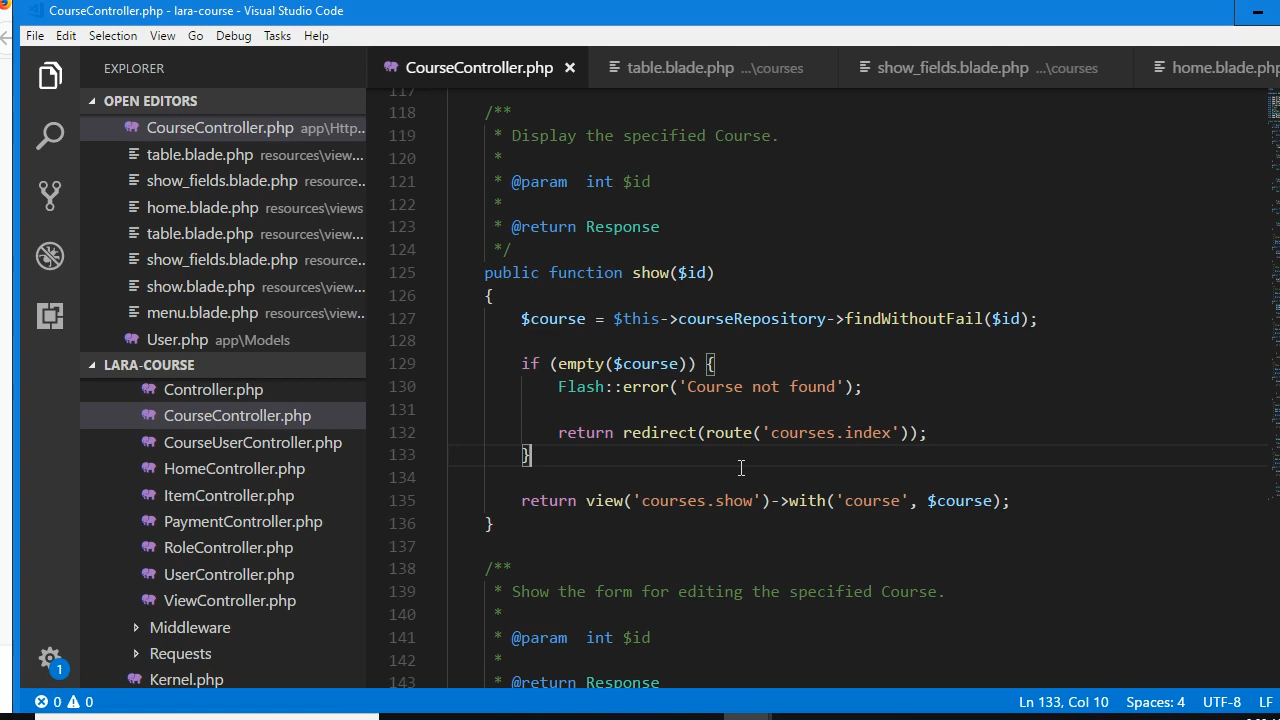 CourseController.php - lara-course - Visual Studio Code
File Edit Selection View Go Debug Tasks Help
EXPLORER
OPEN EDITORS
CourseController.php app\Http...
table.blade.php resources\view...
show_fields.blade.php resource...
home.blade.php resources\views
table.blade.php resources\view...
show_fields.blade.php resource...
show.blade.php resources\view...
menu.blade.php resources\view...
User.php app\Models
LARA-COURSE
Controller.php
CourseController.php
CourseUserController.php
HomeController.php
ItemController.php
PaymentController.php
RoleController.php
UserController.php
ViewController.php
Middleware
Requests
Kernel.php
1
CourseController.php table.blade.php ...\courses show_fields.blade.php ...\courses home.blade.php
117
118 /**
119 * Display the specified Course.
120 *
121 * @param int $id
122 *
123 * @return Response
124 */
125 public function show($id)
126 {
127 $course = $this->courseRepository->findWithoutFail($id);
128
129 if (empty($course)) {
130 Flash::error('Course not found');
131
132 return redirect(route('courses.index'));
133 }
134
135 return view('courses.show')->with('course', $course);
136 }
137
138 /**
139 * Show the form for editing the specified Course.
140 *
141 * @param int $id
142 *
143 * @return Response
0 0 Ln 133, Col 10 Spaces: 4 UTF-8 LF